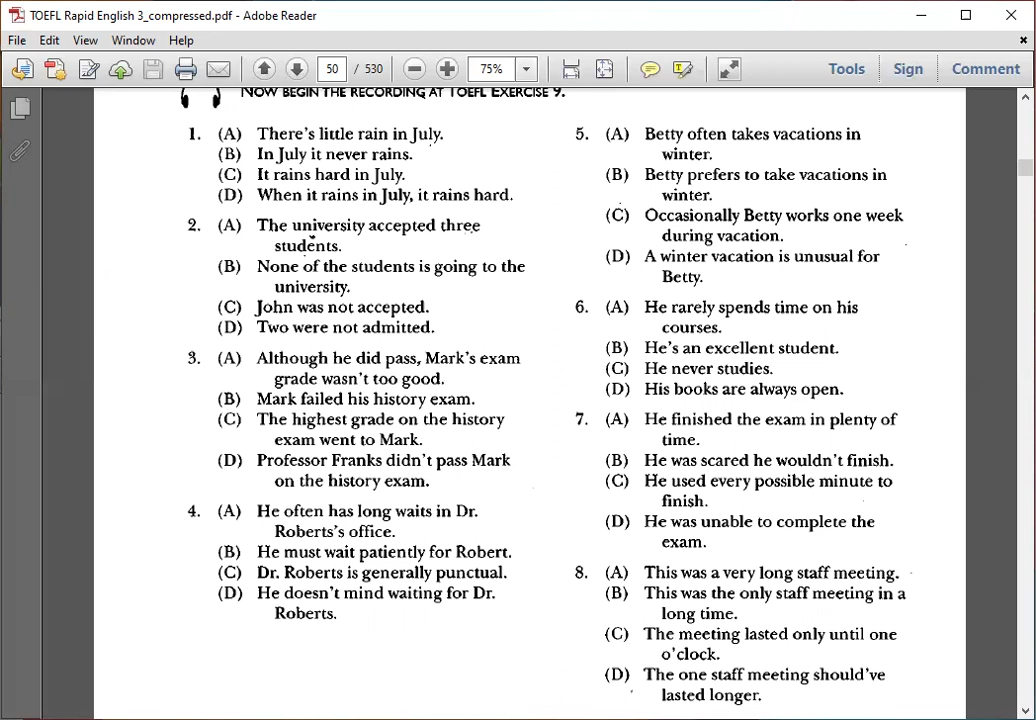 TOEFL Rapid English 3_compressed.pdf - Adobe Reader
File Edit View Window Help
50 / 530 75% Tools Sign Comment
NOW BEGIN THE RECORDING AT TOEFL EXERCISE 9.
1. (A) There's little rain in July.
(B) In July it never rains.
(C) It rains hard in July.
(D) When it rains in July, it rains hard.
2. (A) The university accepted three
students.
(B) None of the students is going to the
university.
(C) John was not accepted.
(D) Two were not admitted.
3. (A) Although he did pass, Mark's exam
grade wasn't too good.
(B) Mark failed his history exam.
(C) The highest grade on the history
exam went to Mark.
(D) Professor Franks didn't pass Mark
on the history exam.
4. (A) He often has long waits in Dr.
Roberts's office.
(B) He must wait patiently for Robert.
(C) Dr. Roberts is generally punctual.
(D) He doesn't mind waiting for Dr.
Roberts.
5. (A) Betty often takes vacations in
winter.
(B) Betty prefers to take vacations in
winter.
(C) Occasionally Betty works one week
during vacation.
(D) A winter vacation is unusual for
Betty.
6. (A) He rarely spends time on his
courses.
(B) He's an excellent student.
(C) He never studies.
(D) His books are always open.
7. (A) He finished the exam in plenty of
time.
(B) He was scared he wouldn't finish.
(C) He used every possible minute to
finish.
(D) He was unable to complete the
exam.
8. (A) This was a very long staff meeting.
(B) This was the only staff meeting in a
long time.
(C) The meeting lasted only until one
o'clock.
(D) The one staff meeting should've
lasted longer.